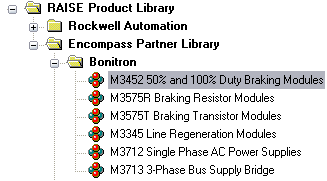 RAISE Product Library
Rockwell Automation
Encompass Partner Library
Bonitron
M3452 50% and 100% Duty Braking Modules
M3575R Braking Resistor Modules
M3575T Braking Transistor Modules
M3345 Line Regeneration Modules
M3712 Single Phase AC Power Supplies
M3713 3-Phase Bus Supply Bridge